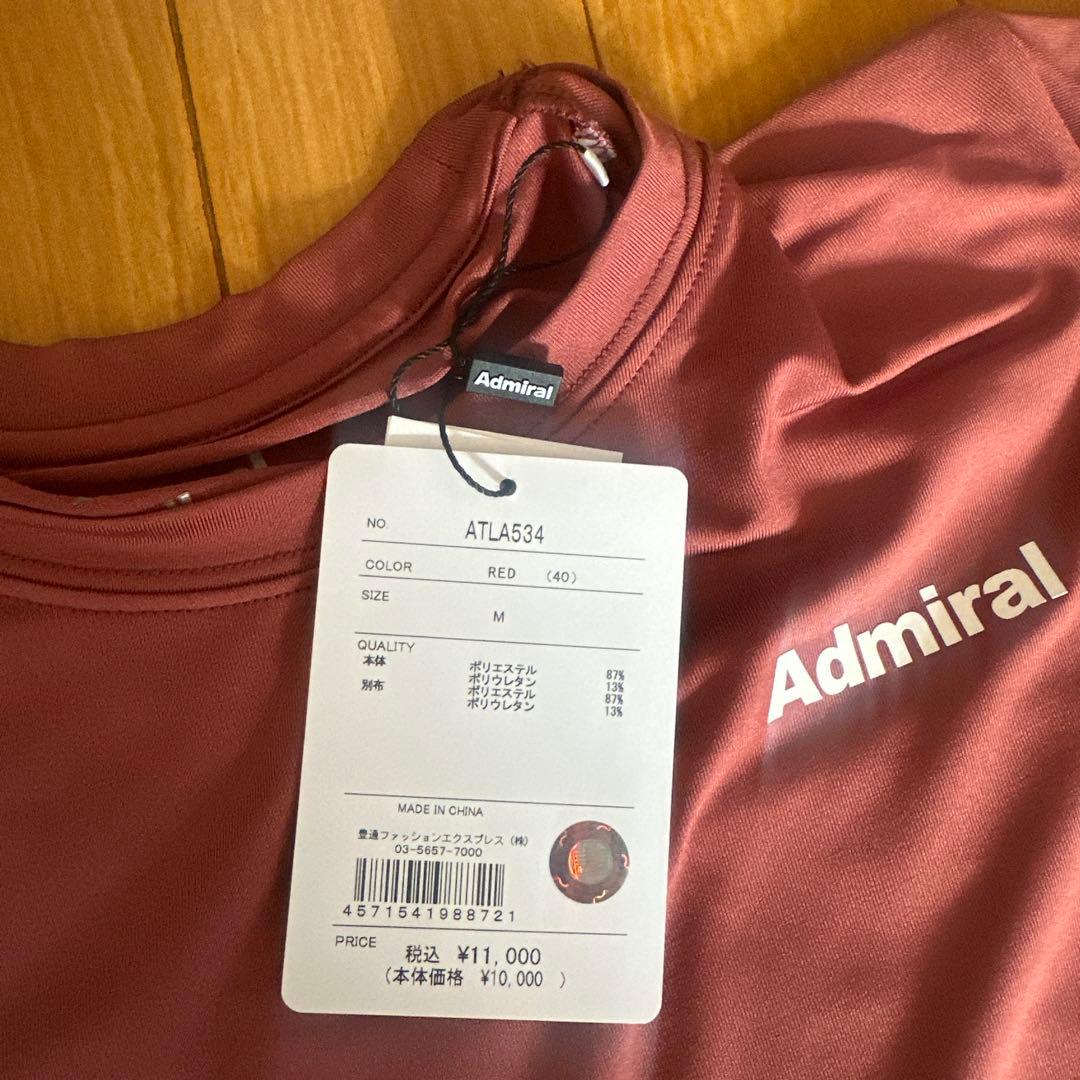 Admiral
NO. ATLA534
COLOR RED (40)
SIZE
M
QUALITY
本体 ポリエステル 87%
ポリウレタン 13%
別布 ポリエステル 87%
ポリウレタン 13%
MADE IN CHINA
豊通ファッションエクスプレス(株)
03-5657-7000
4571541988721
PRICE 税込 ¥11,000
(本体価格 ¥10,000 )
Admiral